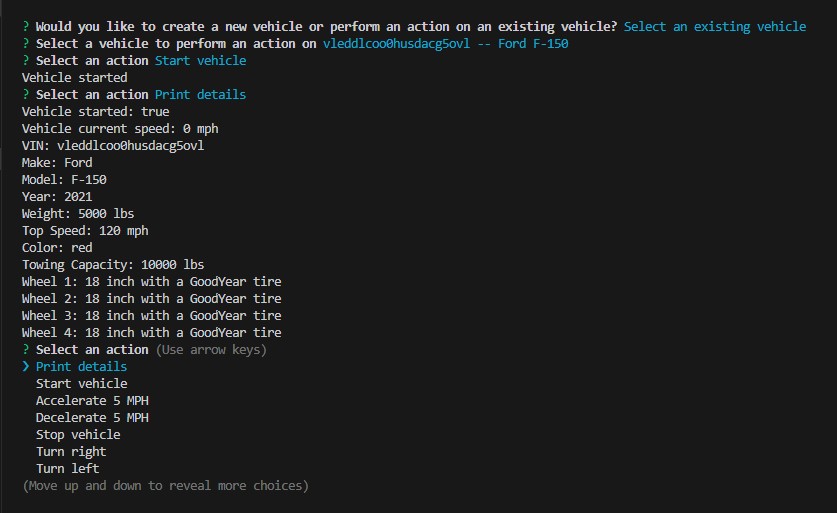 ? Would you like to create a new vehicle or perform an action on an existing vehicle? Select an existing vehicle
? Select a vehicle to perform an action on vleddlcoo0husdacg5ovl -- Ford F-150
? Select an action Start vehicle
Vehicle started
? Select an action Print details
Vehicle started: true
Vehicle current speed: 0 mph
VIN: vleddlcoo0husdacg5ovl
Make: Ford
Model: F-150
Year: 2021
Weight: 5000 lbs
Top Speed: 120 mph
Color: red
Towing Capacity: 10000 lbs
Wheel 1: 18 inch with a GoodYear tire
Wheel 2: 18 inch with a GoodYear tire
Wheel 3: 18 inch with a GoodYear tire
Wheel 4: 18 inch with a GoodYear tire
? Select an action (Use arrow keys)
❯ Print details
Start vehicle
Accelerate 5 MPH
Decelerate 5 MPH
Stop vehicle
Turn right
Turn left
(Move up and down to reveal more choices)